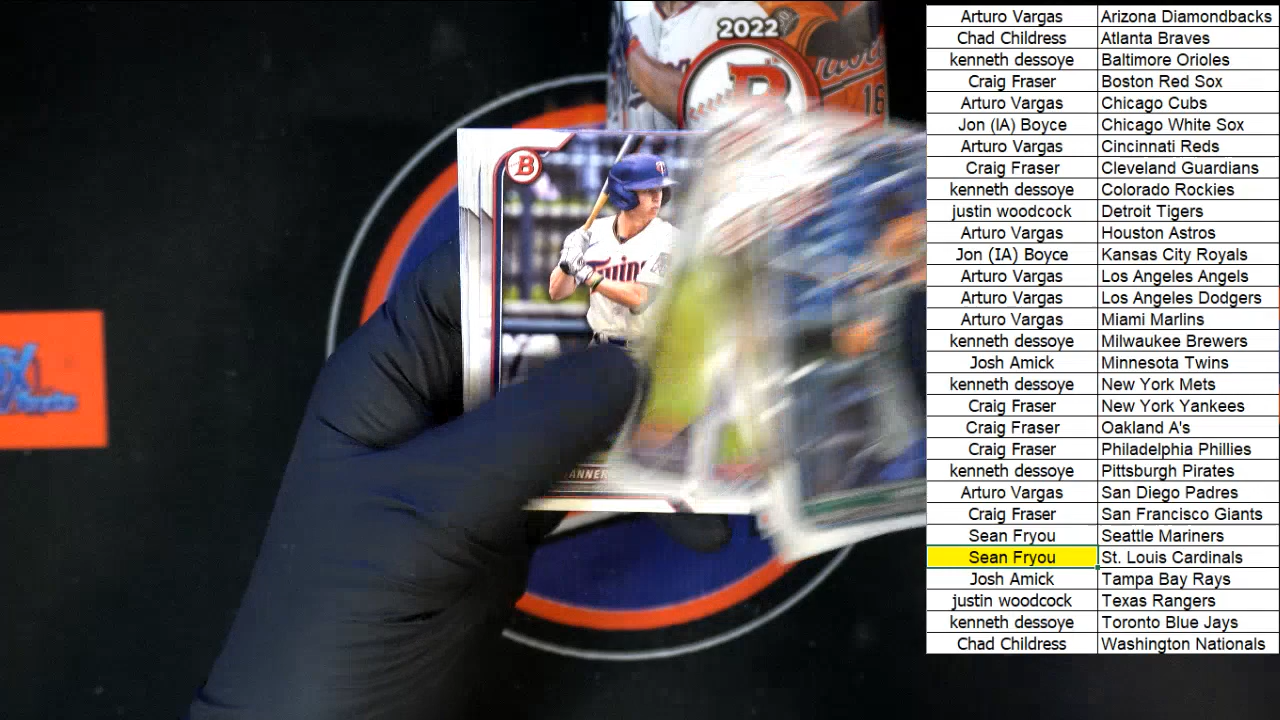 2022
B
16
B
Twins
ANNER
Arturo Vargas Arizona Diamondbacks
Chad Childress Atlanta Braves
kenneth dessoye Baltimore Orioles
Craig Fraser Boston Red Sox
Arturo Vargas Chicago Cubs
Jon (IA) Boyce Chicago White Sox
Arturo Vargas Cincinnati Reds
Craig Fraser Cleveland Guardians
kenneth dessoye Colorado Rockies
justin woodcock Detroit Tigers
Arturo Vargas Houston Astros
Jon (IA) Boyce Kansas City Royals
Arturo Vargas Los Angeles Angels
Arturo Vargas Los Angeles Dodgers
Arturo Vargas Miami Marlins
kenneth dessoye Milwaukee Brewers
Josh Amick Minnesota Twins
kenneth dessoye New York Mets
Craig Fraser New York Yankees
Craig Fraser Oakland A's
Craig Fraser Philadelphia Phillies
kenneth dessoye Pittsburgh Pirates
Arturo Vargas San Diego Padres
Craig Fraser San Francisco Giants
Sean Fryou Seattle Mariners
Sean Fryou St. Louis Cardinals
Josh Amick Tampa Bay Rays
justin woodcock Texas Rangers
kenneth dessoye Toronto Blue Jays
Chad Childress Washington Nationals